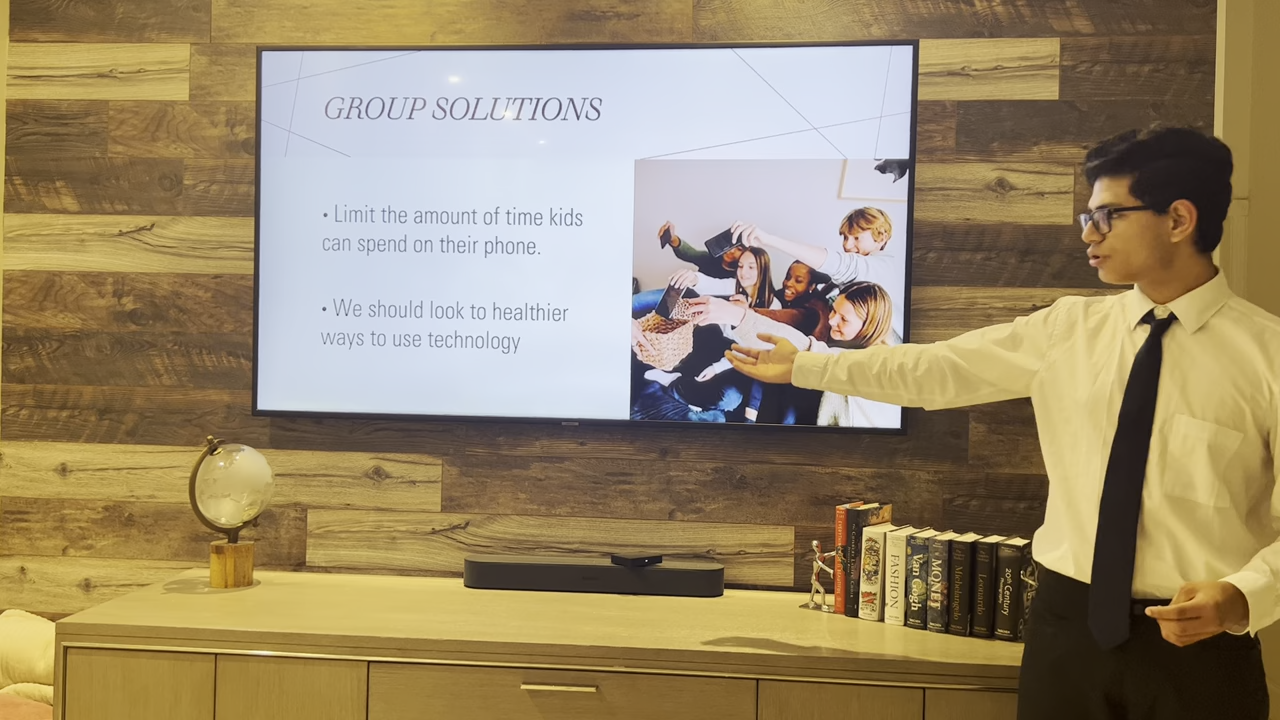 GROUP SOLUTIONS
• Limit the amount of time kids
can spend on their phone.
• We should look to healthier
ways to use technology
FASHION
Van Gogh
MONET
Michelangelo
Leonardo
20th Century